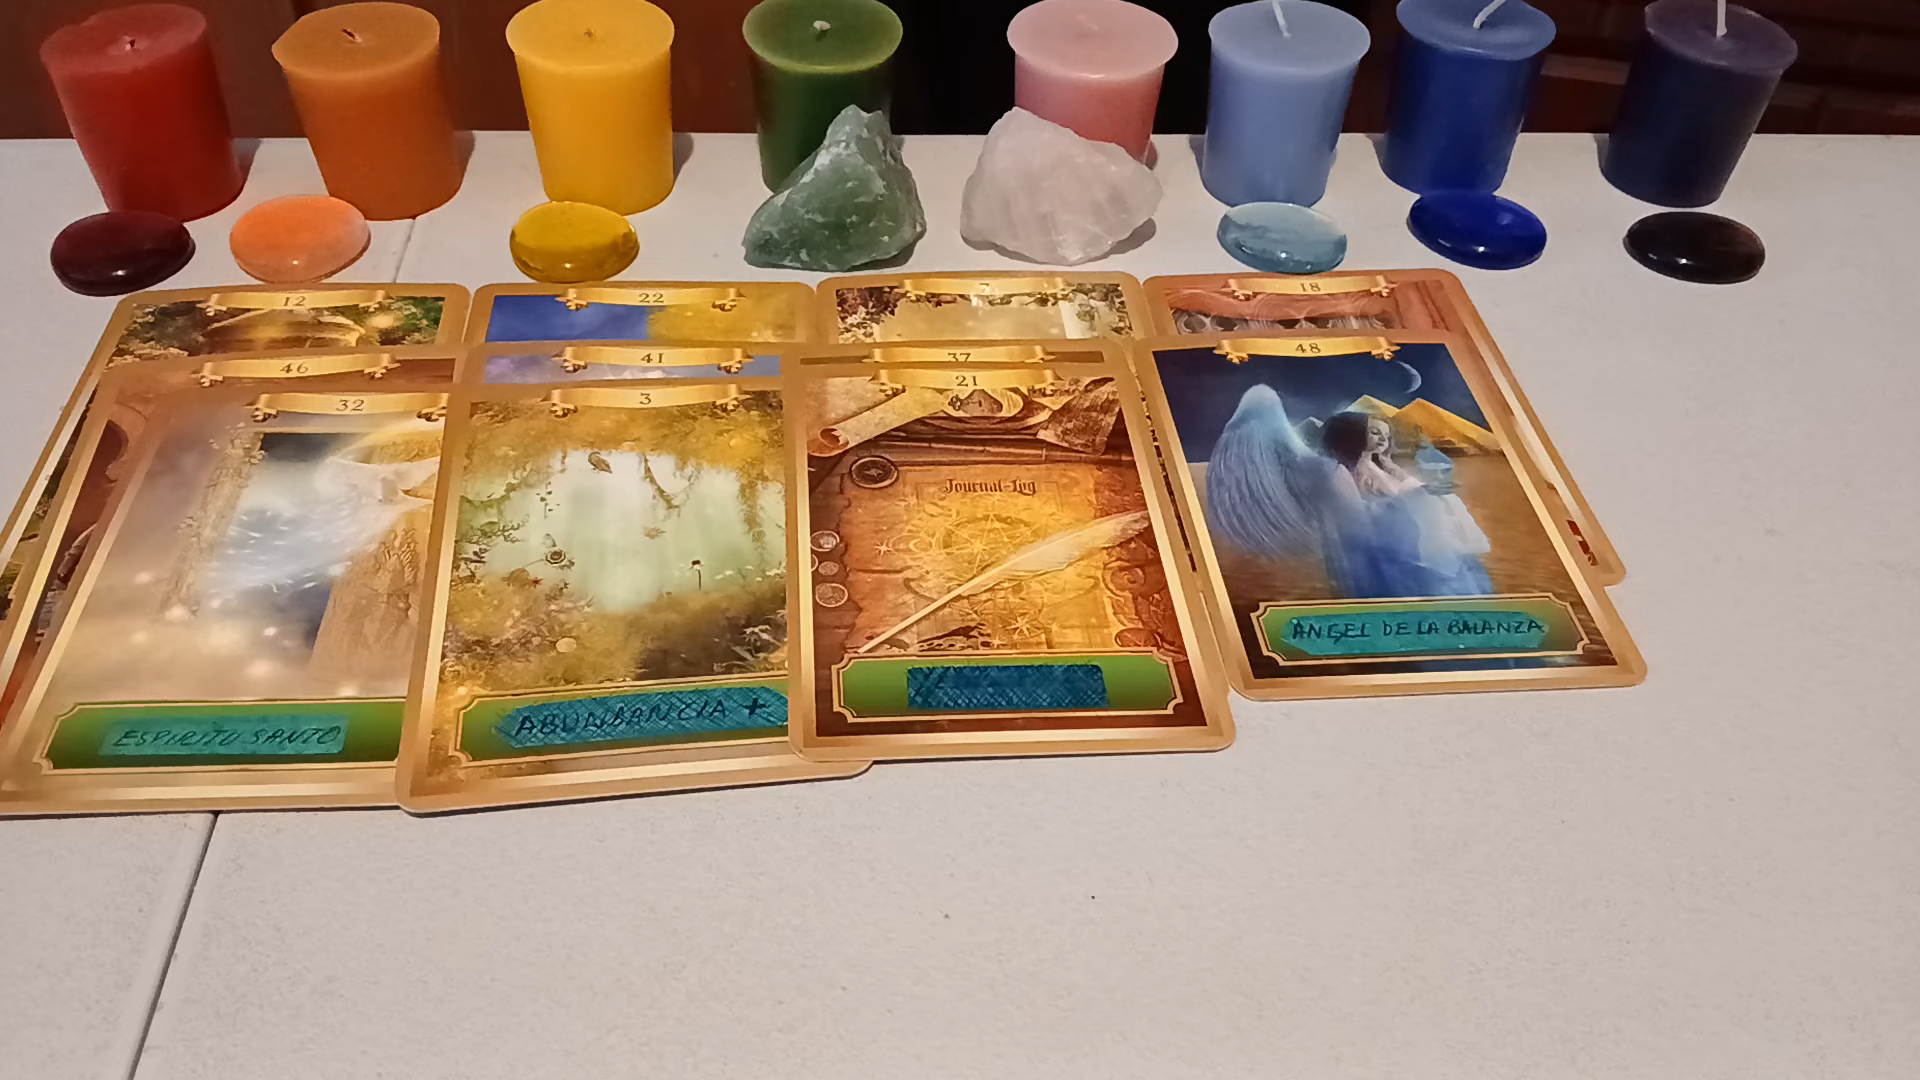 12
22
7
18
46
41
37
48
32
3
21
Journal-Log
ANGEL DE LA BALANZA
ESPIRITU SANTO
ABUNDANCIA +